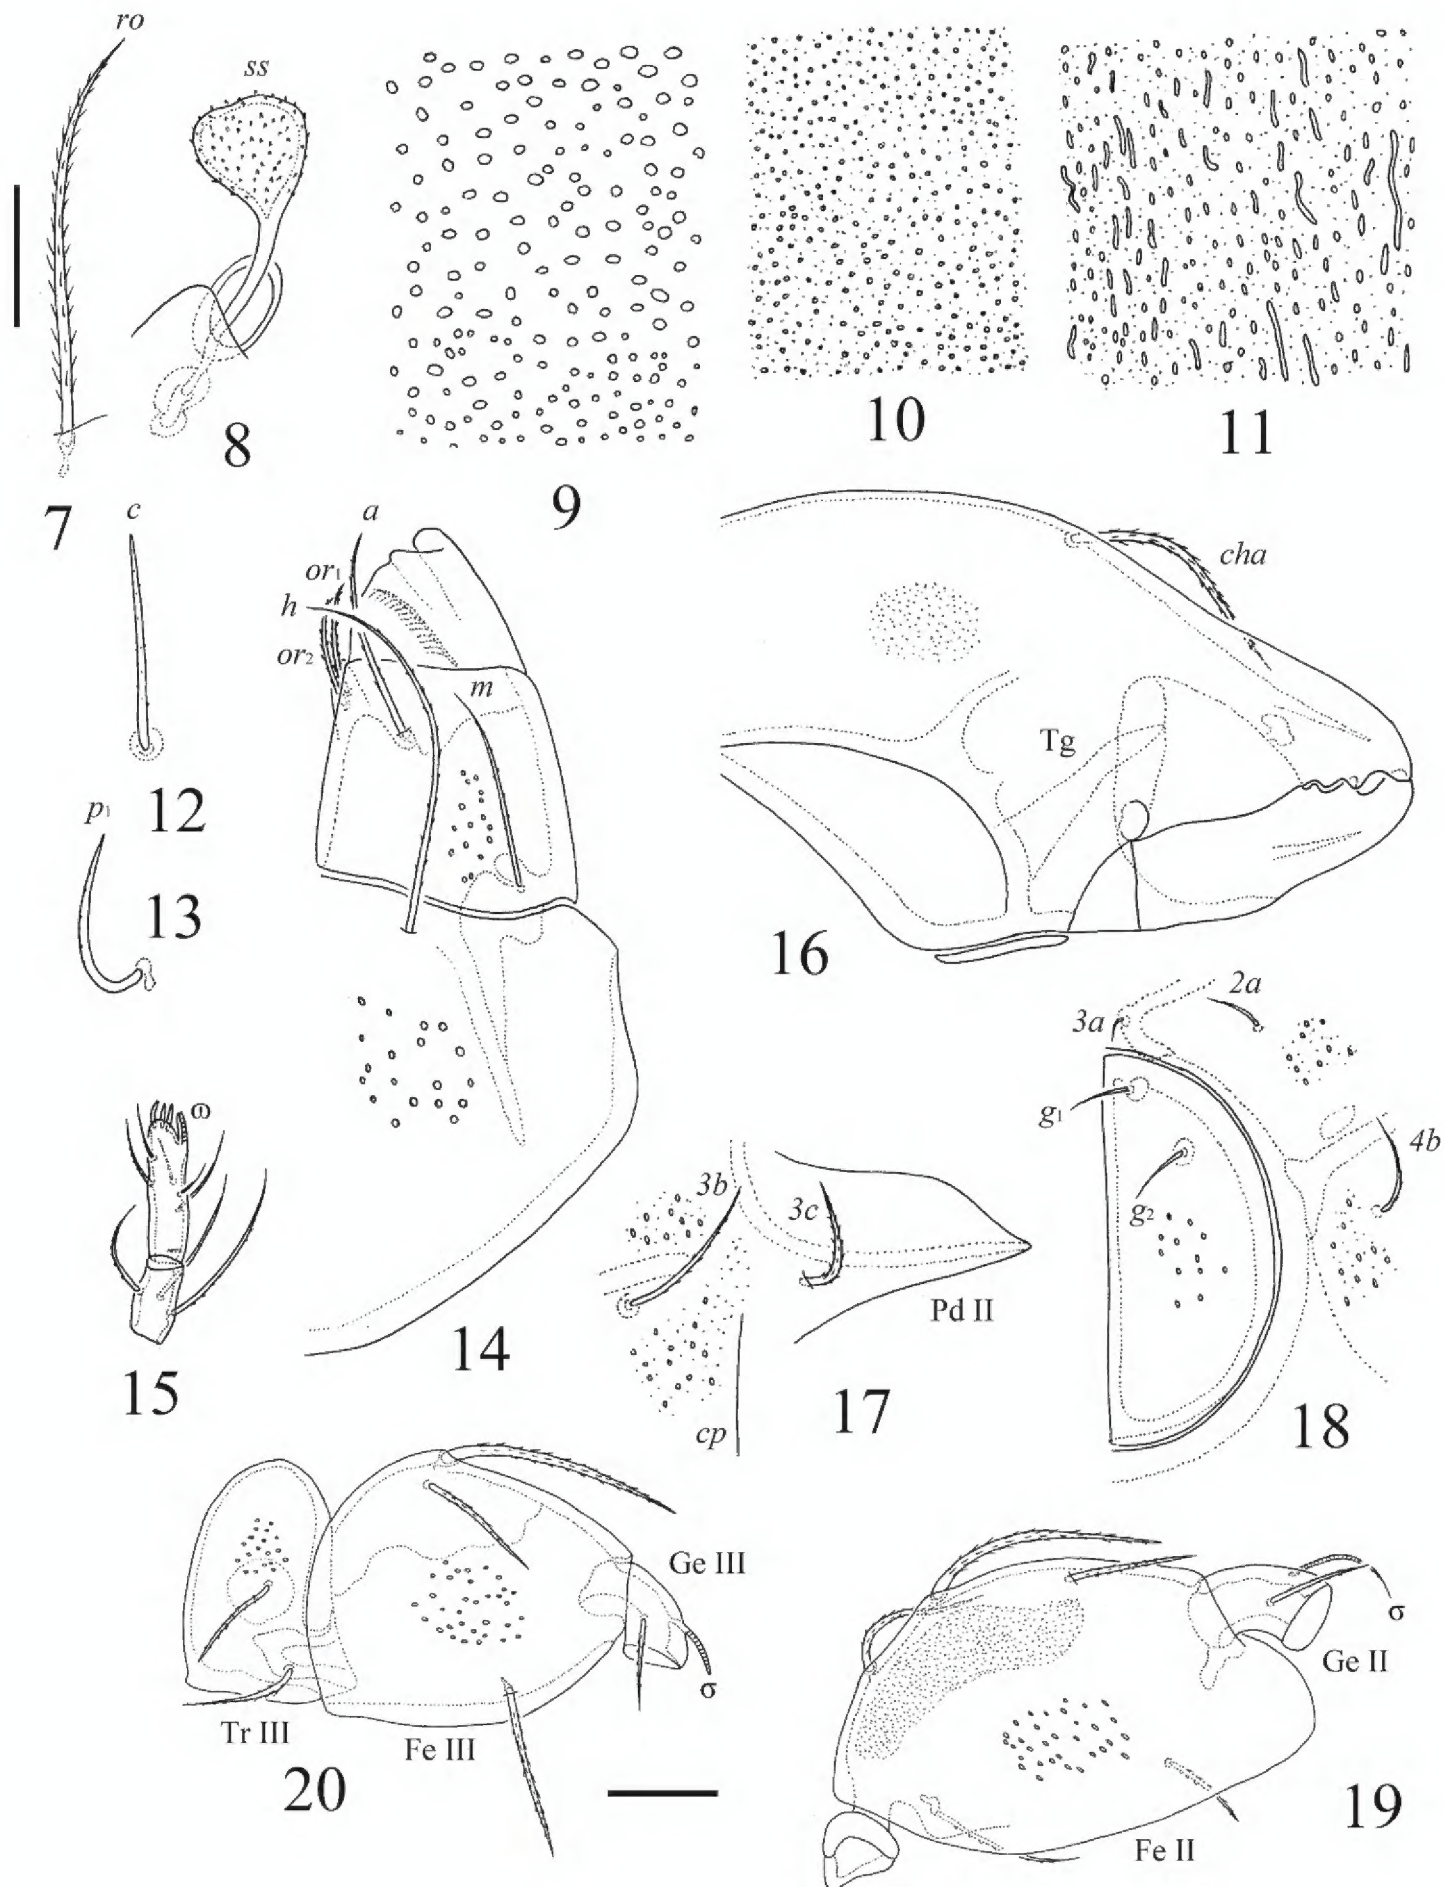 ro
ss
7
8
9
10
11
c
12
p1
13
a
or1
h
or2
m
14
ω
15
cha
Tg
16
3b
3c
Pd II
cp
17
3a
2a
g1
g2
4b
18
Ge III
σ
Tr III
Fe III
20
σ
Ge II
Fe II
19